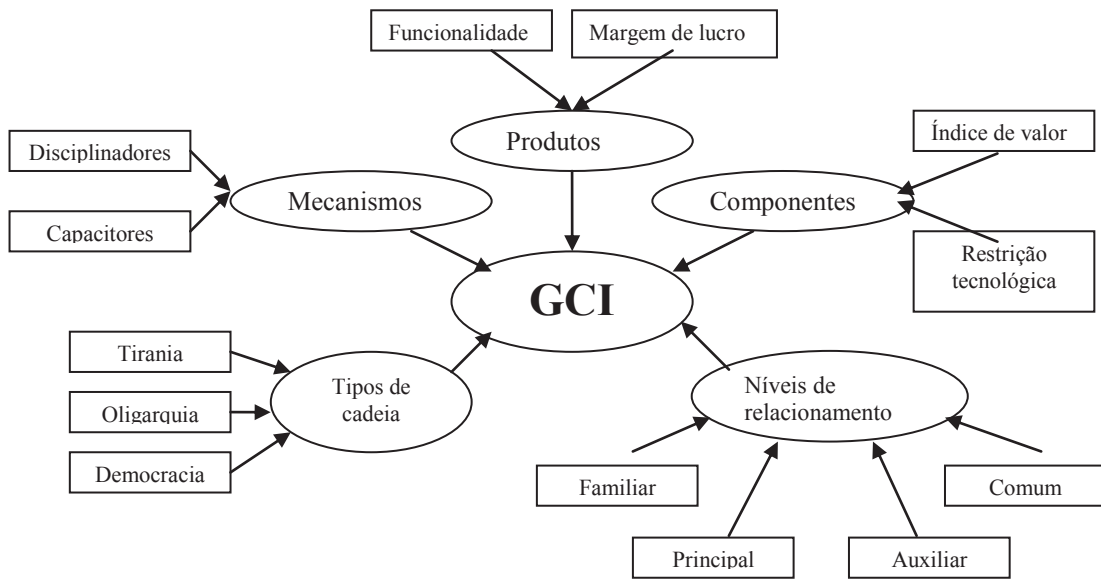 Funcionalidade
Margem de lucro
Produtos
Disciplinadores
Capacitores
Mecanismos
Índice de valor
Componentes
Restrição
tecnológica
GCI
Tirania
Oligarquia
Democracia
Tipos de
cadeia
Níveis de
relacionamento
Familiar
Principal
Auxiliar
Comum